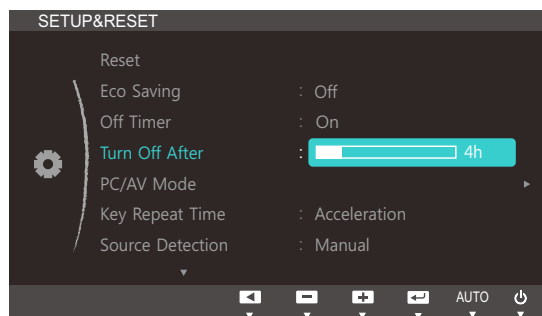 SETUP&RESET
Reset
Eco Saving : Off
Off Timer : On
Turn Off After : 4h
PC/AV Mode
Key Repeat Time : Acceleration
Source Detection : Manual
AUTO